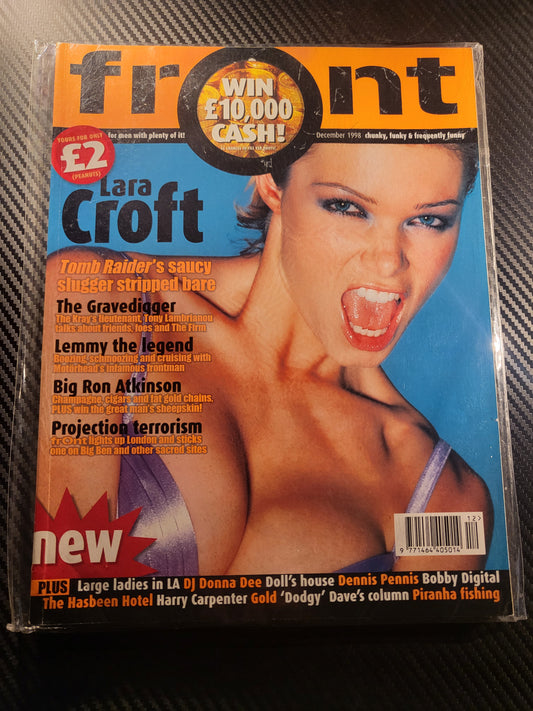 front
WIN
£10,000
CASH!
for men with plenty of it!
December 1998 chunky, funky & frequently funny
YOURS FOR ONLY
£2
(PEANUTS)
Lara
Croft
Tomb Raider's saucy
slugger stripped bare
The Gravedigger
The Kray's lieutenant, Tony Lambrianou
talks about friends, foes and The Firm
Lemmy the legend
Boozing, schmoozing and cruising with
Motorhead's infamous frontman
Big Ron Atkinson
Champagne, cigars and fat gold chains.
PLUS win the great man's sheepskin!
Projection terrorism
front lights up London and sticks
one on Big Ben and other sacred sites
new
12>
9 771464 405014
PLUS Large ladies in LA DJ Donna Dee Doll's house Dennis Pennis Bobby Digital
The Hasbeen Hotel Harry Carpenter Gold 'Dodgy' Dave's column Piranha fishing